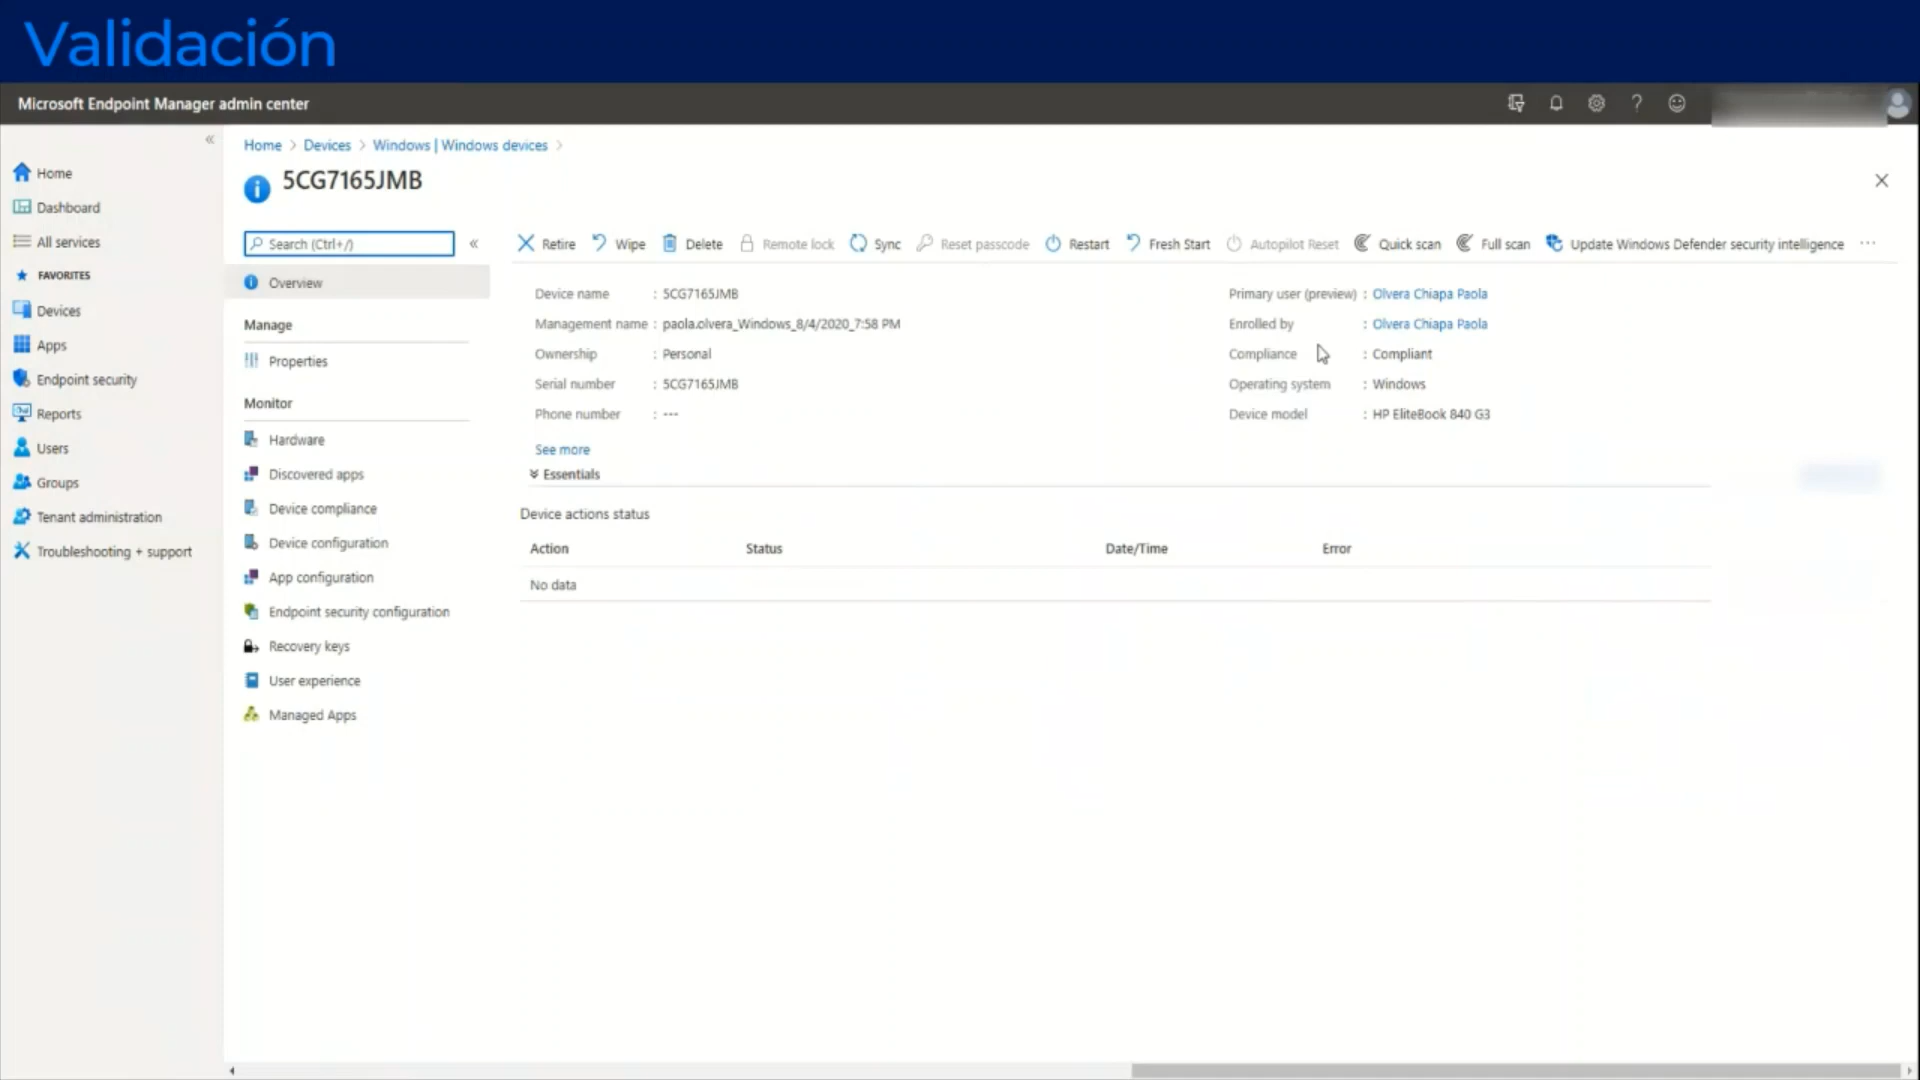 Validación
Microsoft Endpoint Manager admin center
«
Home > Devices > Windows | Windows devices >
5CG7165JMB
Home
Dashboard
All services
FAVORITES
Devices
Apps
Endpoint security
Reports
Users
Groups
Tenant administration
Troubleshooting + support
Search (Ctrl+/)
«
Overview
Manage
Properties
Monitor
Hardware
Discovered apps
Device compliance
Device configuration
App configuration
Endpoint security configuration
Recovery keys
User experience
Managed Apps
Retire Wipe Delete Remote lock Sync Reset passcode Restart Fresh Start Autopilot Reset Quick scan Full scan Update Windows Defender security intelligence ...
Device name : 5CG7165JMB
Management name : paola.olvera_Windows_8/4/2020_7:58 PM
Ownership : Personal
Serial number : 5CG7165JMB
Phone number : ---
See more
Primary user (preview) : Olvera Chiapa Paola
Enrolled by : Olvera Chiapa Paola
Compliance : Compliant
Operating system : Windows
Device model : HP EliteBook 840 G3
Essentials
Device actions status
Action Status Date/Time Error
No data